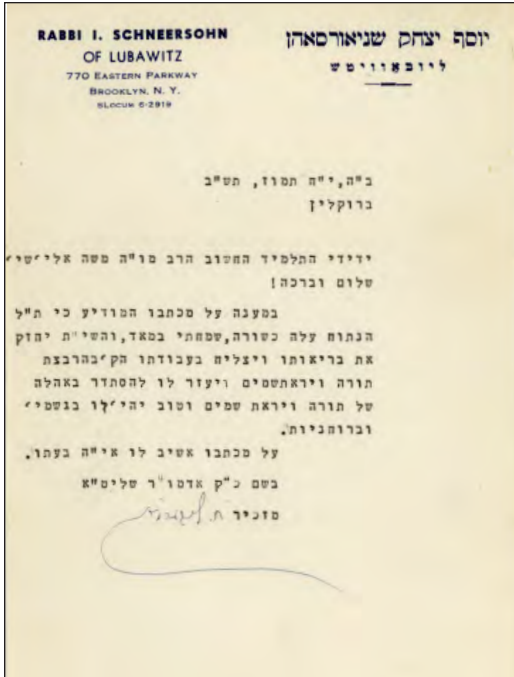 RABBI I. SCHNEERSOHN
OF LUBAWITZ
770 EASTERN PARKWAY
BROOKLYN, N. Y.
SLOCUM 6-2919
יוסף יצחק שניאורסאהן
ליובאוויטש
ב"ה, י"ח תמוז, תש"ב
ברוקלין
ידידי התלמיד החשוב הרב מו"ה משה אלי'שי'
שלום וברכה!
במענה על מכתבו המודיע כי ת"ל
הנתוח עלה כשורה,שמחתי במאד,והשי"ת יחזק
את בריאותו ויצליח בעבודתו הק'בהרבצת
תורה ויראתשמים ויעזר לו להסתדר באהלה
של תורה ויראת שמים וטוב יהי'לו בגשמי'
וברוחניות.
על מכתבו אשיב לו אי"ה בעתו.
בשם כ"ק אדמו"ר שליט"א
מזכיר